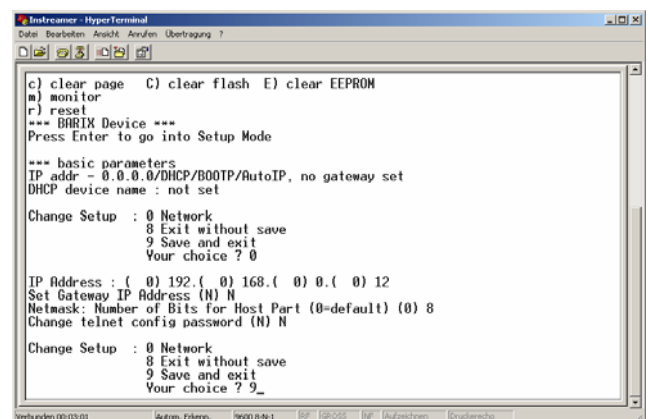 Instreamer - HyperTerminal
Datei Bearbeiten Ansicht Anrufen Übertragung ?
c) clear page   C) clear flash  E) clear EEPROM
m) monitor
r) reset
*** BARIX Device ***
Press Enter to go into Setup Mode
*** basic parameters
IP addr - 0.0.0.0/DHCP/BOOTP/AutoIP, no gateway set
DHCP device name : not set
Change Setup  : 0 Network
8 Exit without save
9 Save and exit
Your choice ? 0
IP Address : (  0) 192.(  0) 168.(  0) 0.(  0) 12
Set Gateway IP Address (N) N
Netmask: Number of Bits for Host Part (0=default) (0) 8
Change telnet config password (N) N
Change Setup  : 0 Network
8 Exit without save
9 Save and exit
Your choice ? 9_
Verbunden 00:03:01 Autom. Erkenn. 9600 8-N-1 RF GROSS NF Aufzeichnen Druckerecho